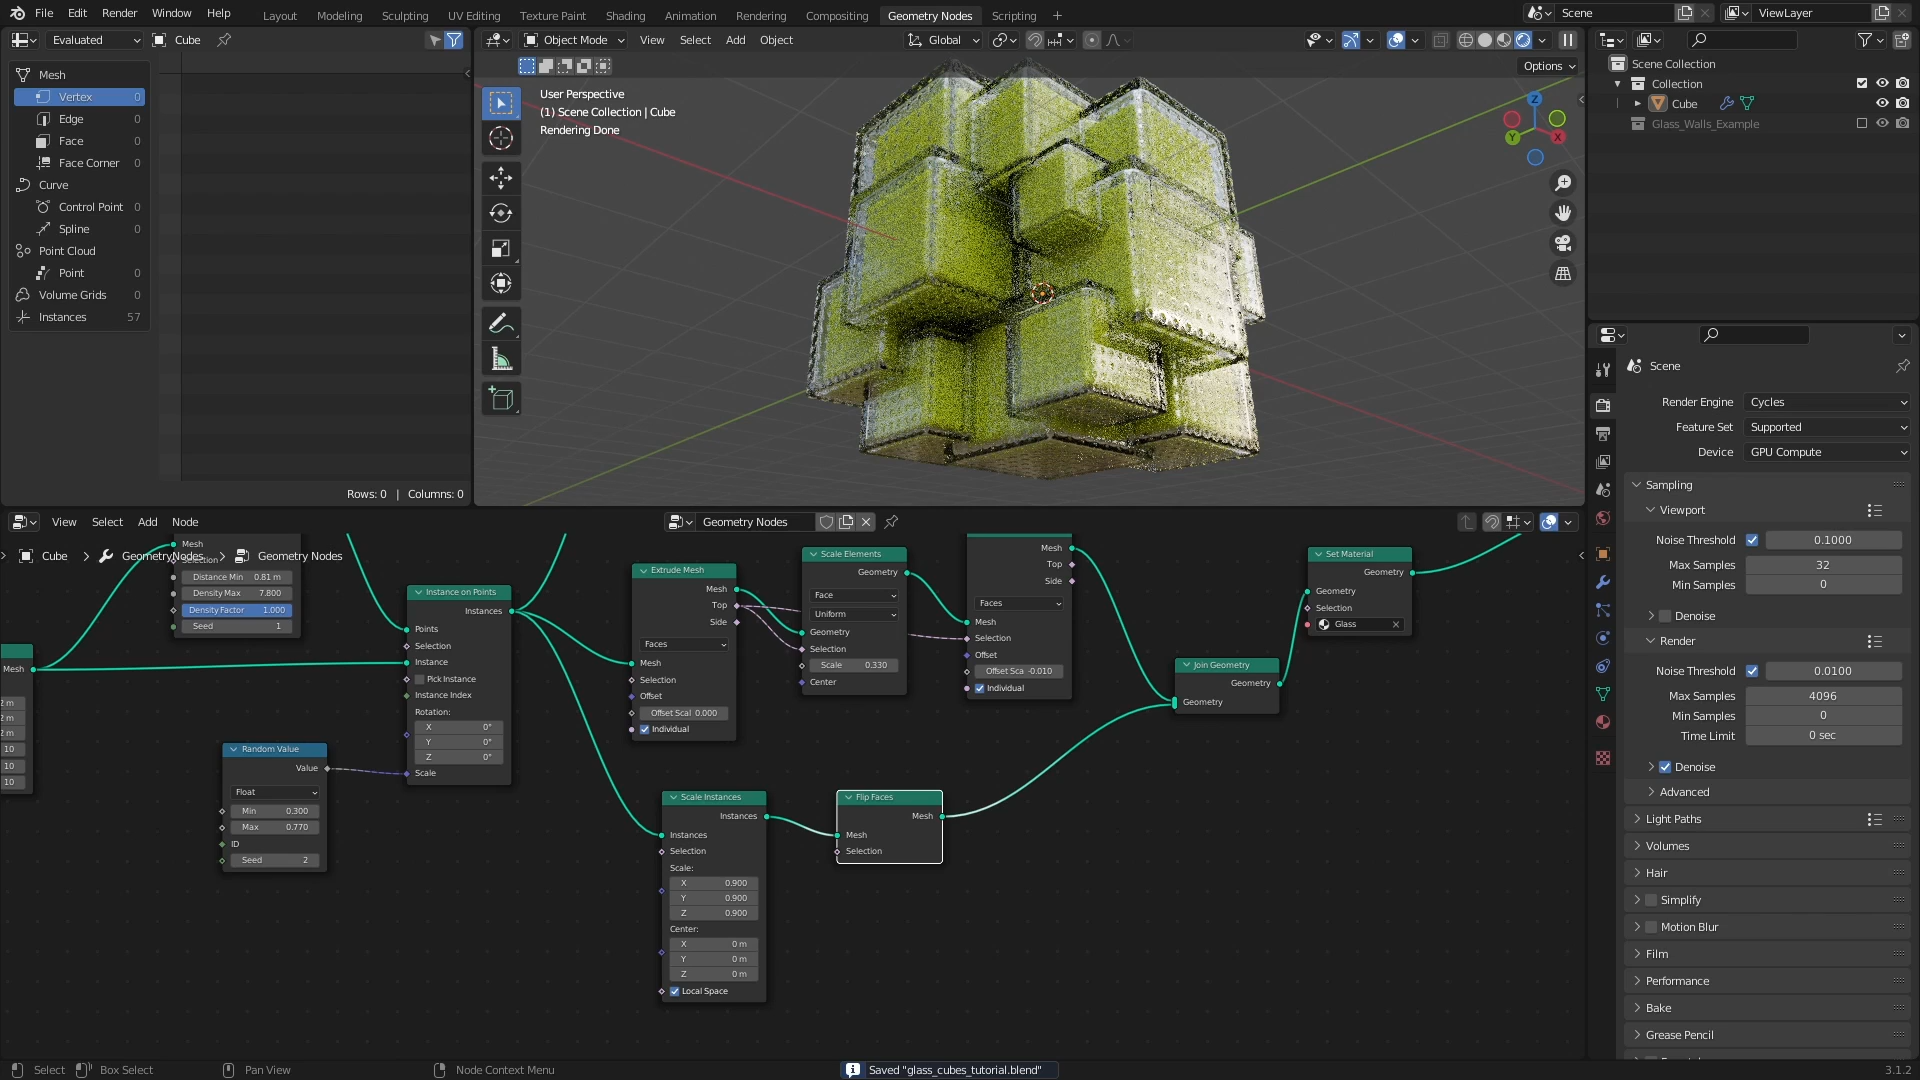 File Edit Render Window Help Layout Modeling Sculpting UV Editing Texture Paint Shading Animation Rendering Compositing Geometry Nodes Scripting + Scene ViewLayer
Evaluated Cube
Object Mode View Select Add Object Global
Options
Mesh
Vertex 0
Edge 0
Face 0
Face Corner 0
Curve
Control Point 0
Spline 0
Point Cloud
Point 0
Volume Grids 0
Instances 57
Rows: 0 | Columns: 0
User Perspective
(1) Scene Collection | Cube
Rendering Done
Z
Y
X
Scene Collection
Collection
Cube
Glass_Walls_Example
View Select Add Node Geometry Nodes
Cube > GeometryNodes > Geometry Nodes
Mesh
Selection
Distance Min 0.81 m
Density Max 7.800
Density Factor 1.000
Seed 1
Mesh
2 m
2 m
2 m
10
10
10
Random Value
Value
Float
Min 0.300
Max 0.770
ID
Seed 2
Instance on Points
Instances
Points
Selection
Instance
Pick Instance
Instance Index
Rotation:
X 0°
Y 0°
Z 0°
Scale
Extrude Mesh
Mesh
Top
Side
Faces
Mesh
Selection
Offset
Offset Scal 0.000
Individual
Scale Elements
Geometry
Face
Uniform
Geometry
Selection
Scale 0.330
Center
Mesh
Top
Side
Faces
Mesh
Selection
Offset
Offset Sca -0.010
Individual
Scale Instances
Instances
Instances
Selection
Scale:
X 0.900
Y 0.900
Z 0.900
Center:
X 0 m
Y 0 m
Z 0 m
Local Space
Flip Faces
Mesh
Mesh
Selection
Join Geometry
Geometry
Geometry
Set Material
Geometry
Geometry
Selection
Glass
Scene
Render Engine Cycles
Feature Set Supported
Device GPU Compute
Sampling
Viewport
Noise Threshold 0.1000
Max Samples 32
Min Samples 0
Denoise
Render
Noise Threshold 0.0100
Max Samples 4096
Min Samples 0
Time Limit 0 sec
Denoise
Advanced
Light Paths
Volumes
Hair
Simplify
Motion Blur
Film
Performance
Bake
Grease Pencil
Select Box Select Pan View Node Context Menu Saved "glass_cubes_tutorial.blend" 3.1.2